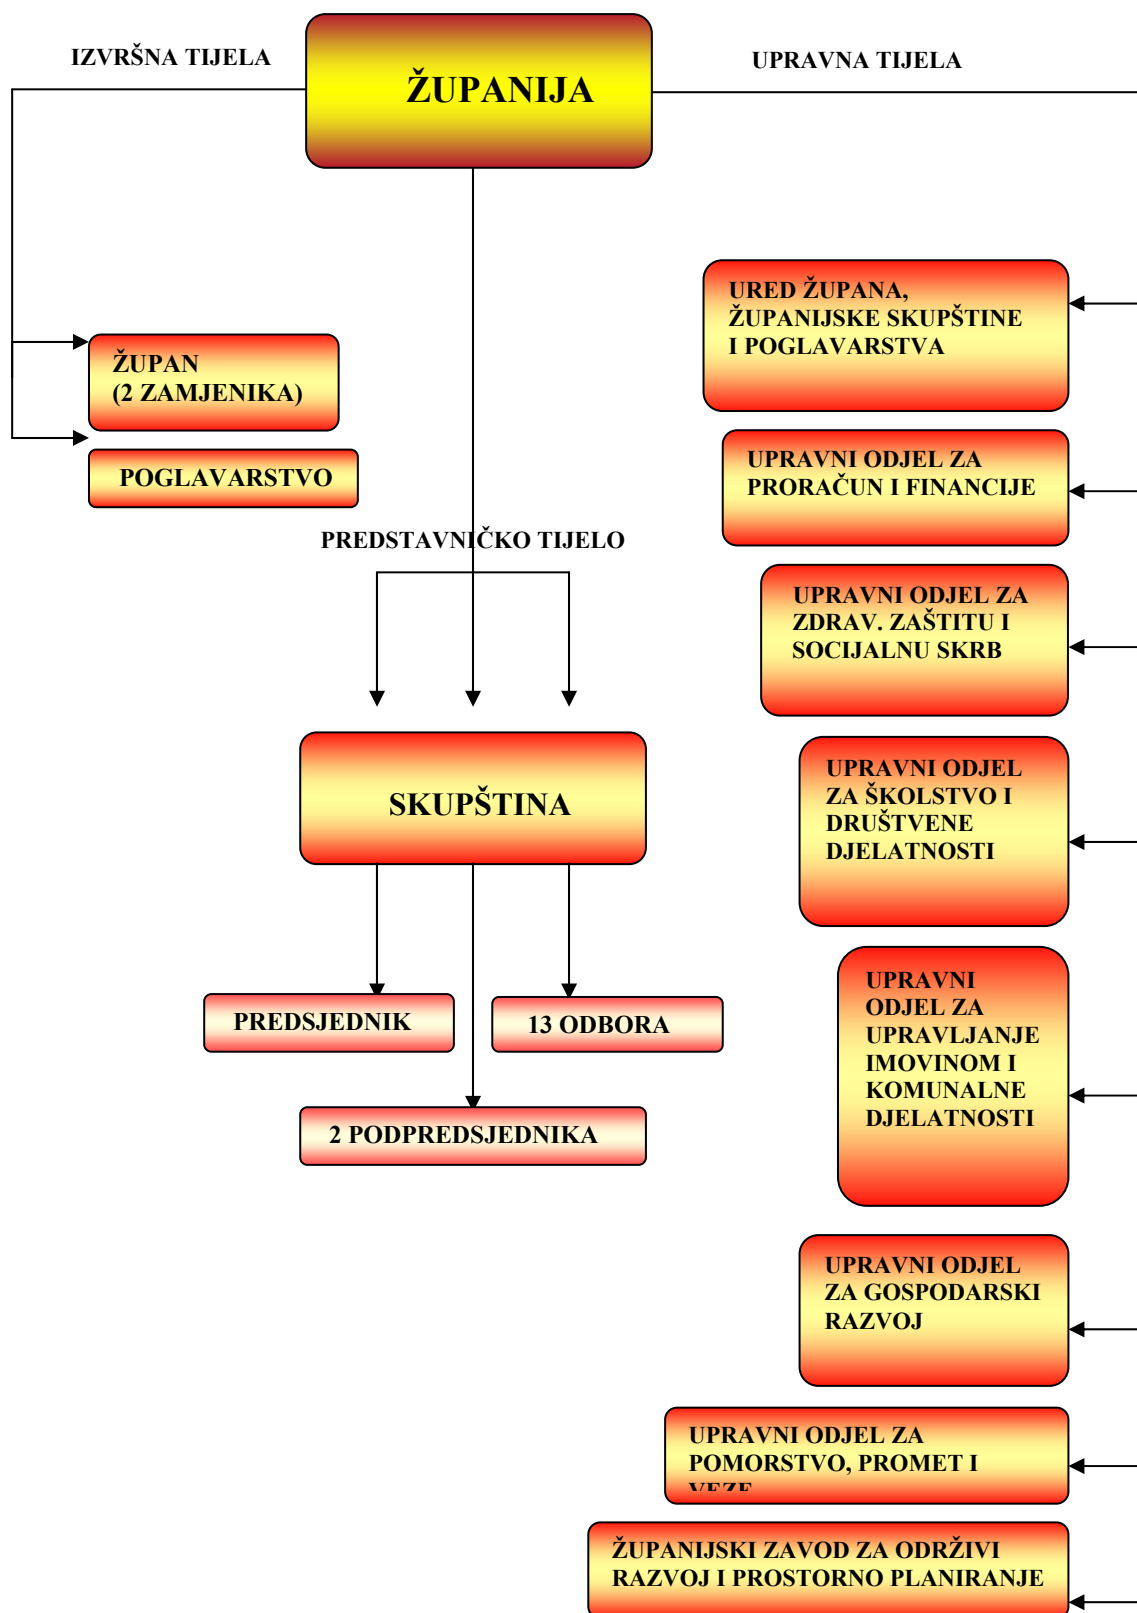 IZVRŠNA TIJELA
ŽUPANIJA
UPRAVNA TIJELA
ŽUPAN
(2 ZAMJENIKA)
POGLAVARSTVO
PREDSTAVNIČKO TIJELO
SKUPŠTINA
PREDSJEDNIK
13 ODBORA
2 PODPREDSJEDNIKA
URED ŽUPANA,
ŽUPANIJSKE SKUPŠTINE
I POGLAVARSTVA
UPRAVNI ODJEL ZA
PRORAČUN I FINANCIJE
UPRAVNI ODJEL ZA
ZDRAV. ZAŠTITU I
SOCIJALNU SKRB
UPRAVNI ODJEL
ZA ŠKOLSTVO I
DRUŠTVENE
DJELATNOSTI
UPRAVNI
ODJEL ZA
UPRAVLJANJE
IMOVINOM I
KOMUNALNE
DJELATNOSTI
UPRAVNI ODJEL
ZA GOSPODARSKI
RAZVOJ
UPRAVNI ODJEL ZA
POMORSTVO, PROMET I
VEZE
ŽUPANIJSKI ZAVOD ZA ODRŽIVI
RAZVOJ I PROSTORNO PLANIRANJE